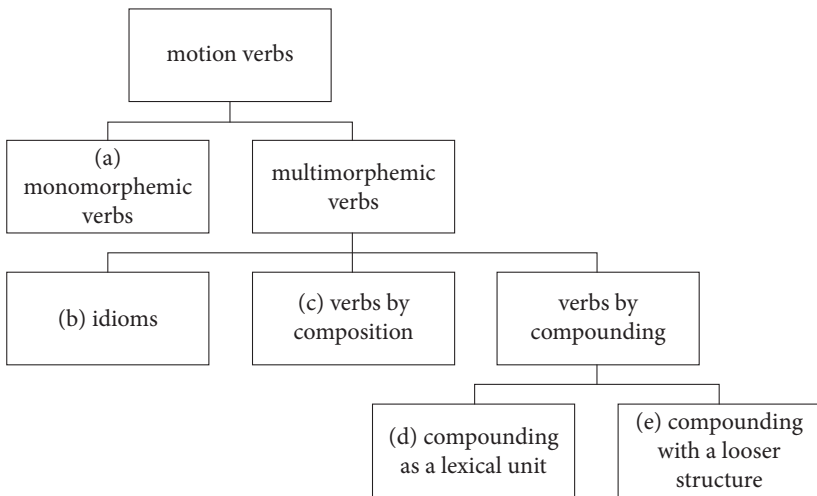 motion verbs
(a)
monomorphemic
verbs
multimorphemic
verbs
(b) idioms
(c) verbs by
composition
verbs by
compounding
(d) compounding
as a lexical unit
(e) compounding
with a looser
structure